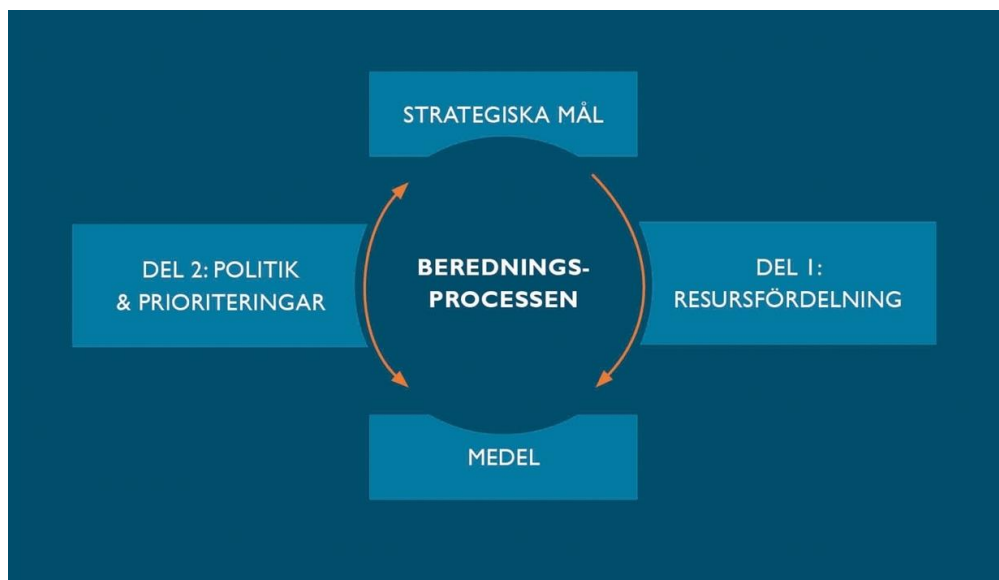 STRATEGISKA MÅL
DEL 2: POLITIK
& PRIORITERINGAR
BEREDNINGS-
PROCESSEN
DEL 1:
RESURSFÖRDELNING
MEDEL